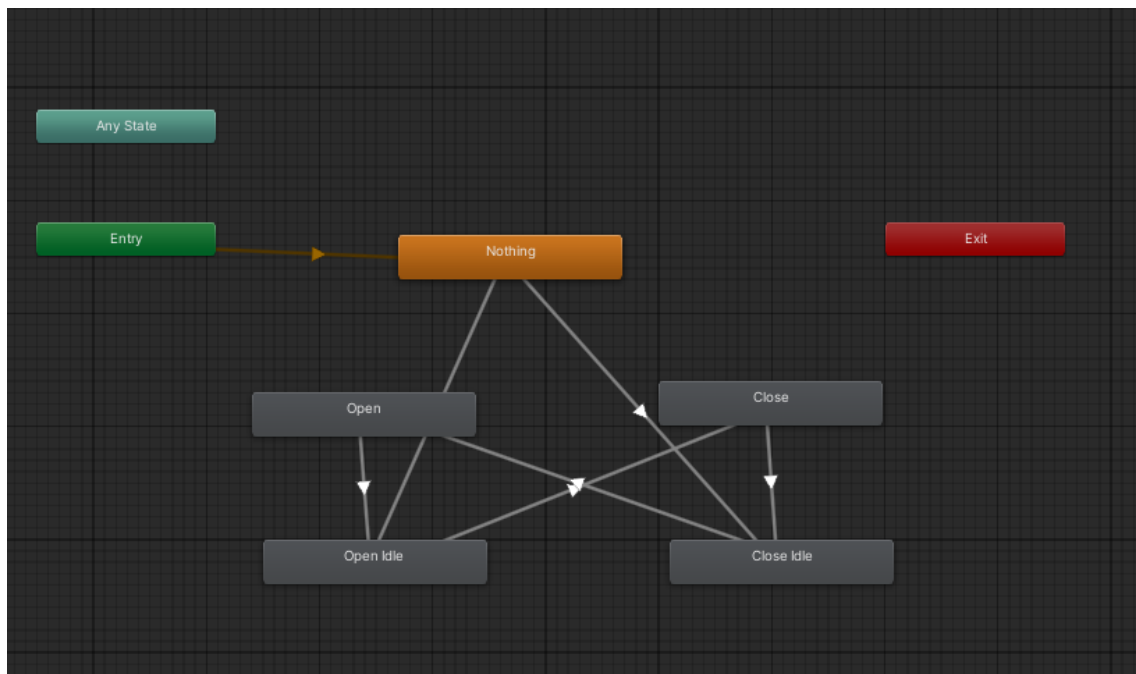 Any State
Entry
Nothing
Exit
Open
Close
Open Idle
Close Idle